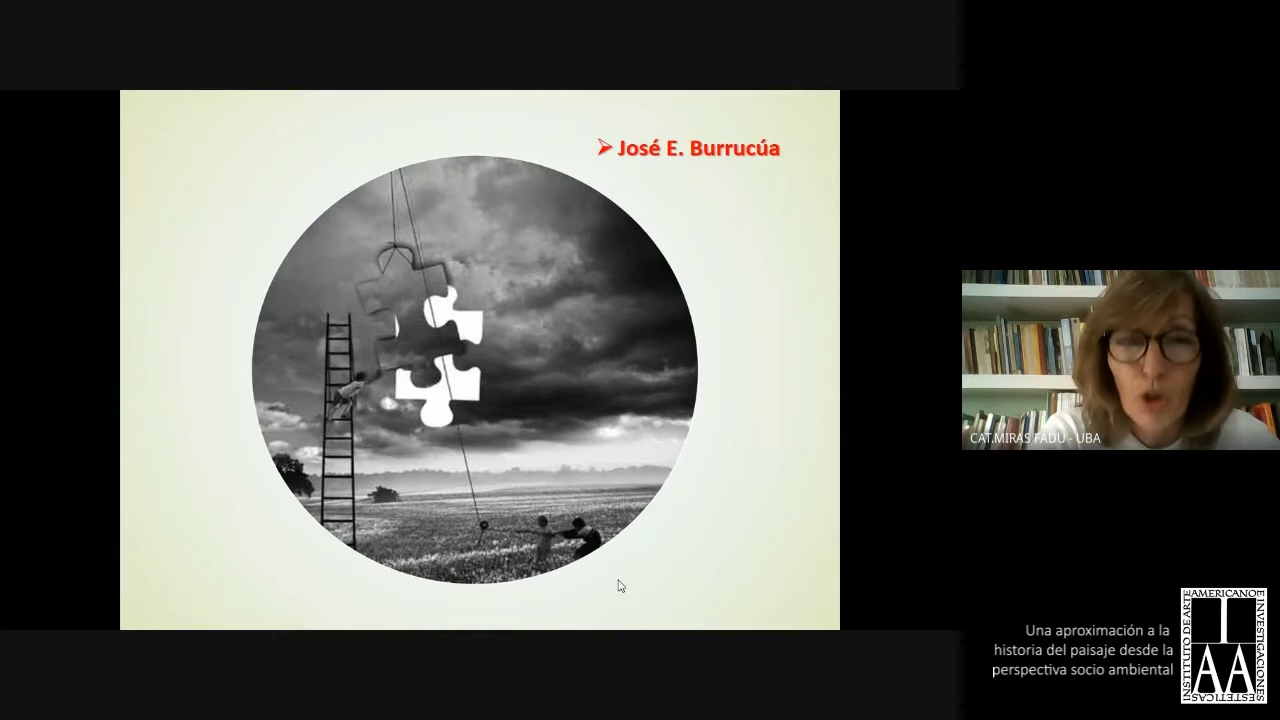 José E. Burrucúa
CAT.MIRAS FADU - UBA
Una aproximación a la
historia del paisaje desde la
perspectiva socio ambiental
INSTITUTO DE ARTE
AMERICANO
E INVESTIGACIONES
ESTETICAS
IAA